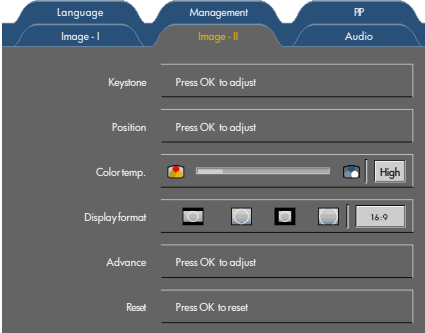 Language Management PIP
Image - I Image - II Audio
Keystone Press OK to adjust
Position Press OK to adjust
Color temp. High
Display format 16:9
Advance Press OK to adjust
Reset Press OK to reset